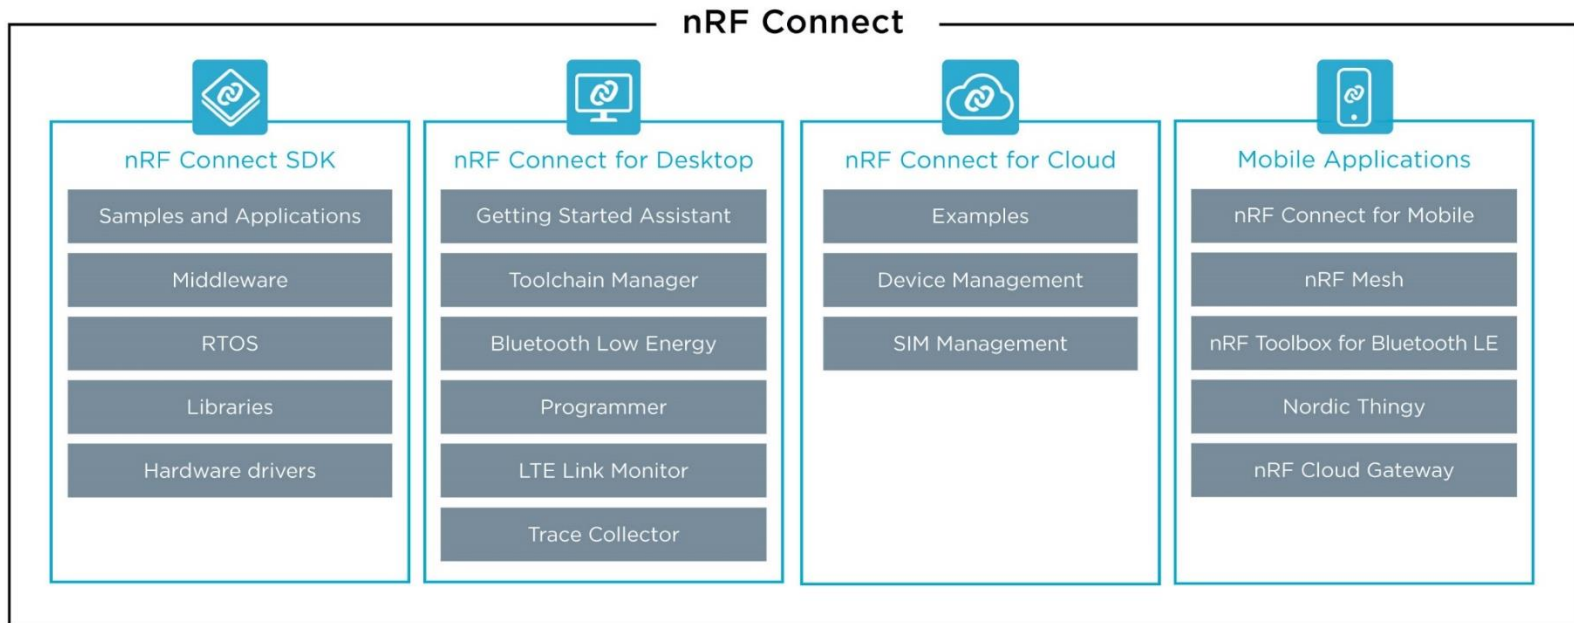 nRF Connect
nRF Connect SDK
Samples and Applications
Middleware
RTOS
Libraries
Hardware drivers
nRF Connect for Desktop
Getting Started Assistant
Toolchain Manager
Bluetooth Low Energy
Programmer
LTE Link Monitor
Trace Collector
nRF Connect for Cloud
Examples
Device Management
SIM Management
Mobile Applications
nRF Connect for Mobile
nRF Mesh
nRF Toolbox for Bluetooth LE
Nordic Thingy
nRF Cloud Gateway